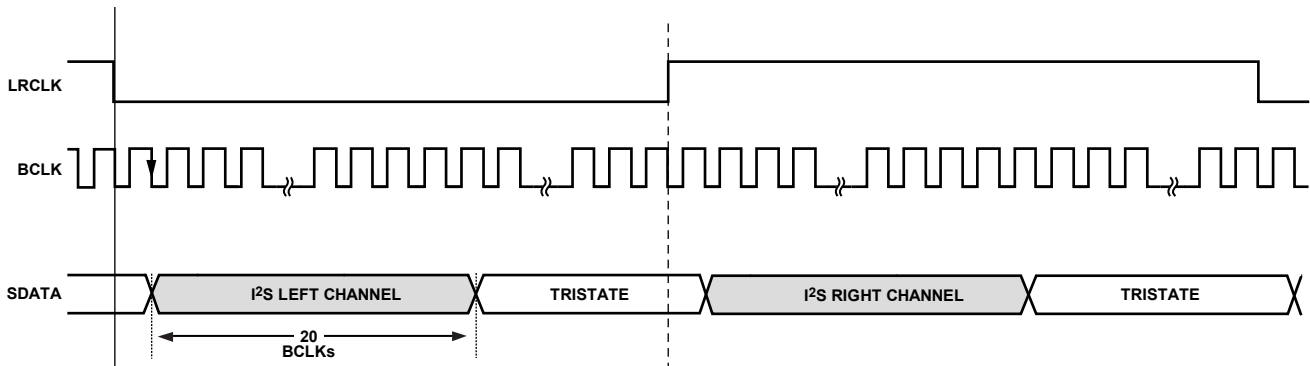 LRCLK
BCLK
SDATA
I²S LEFT CHANNEL
TRISTATE
I²S RIGHT CHANNEL
TRISTATE
20
BCLKs